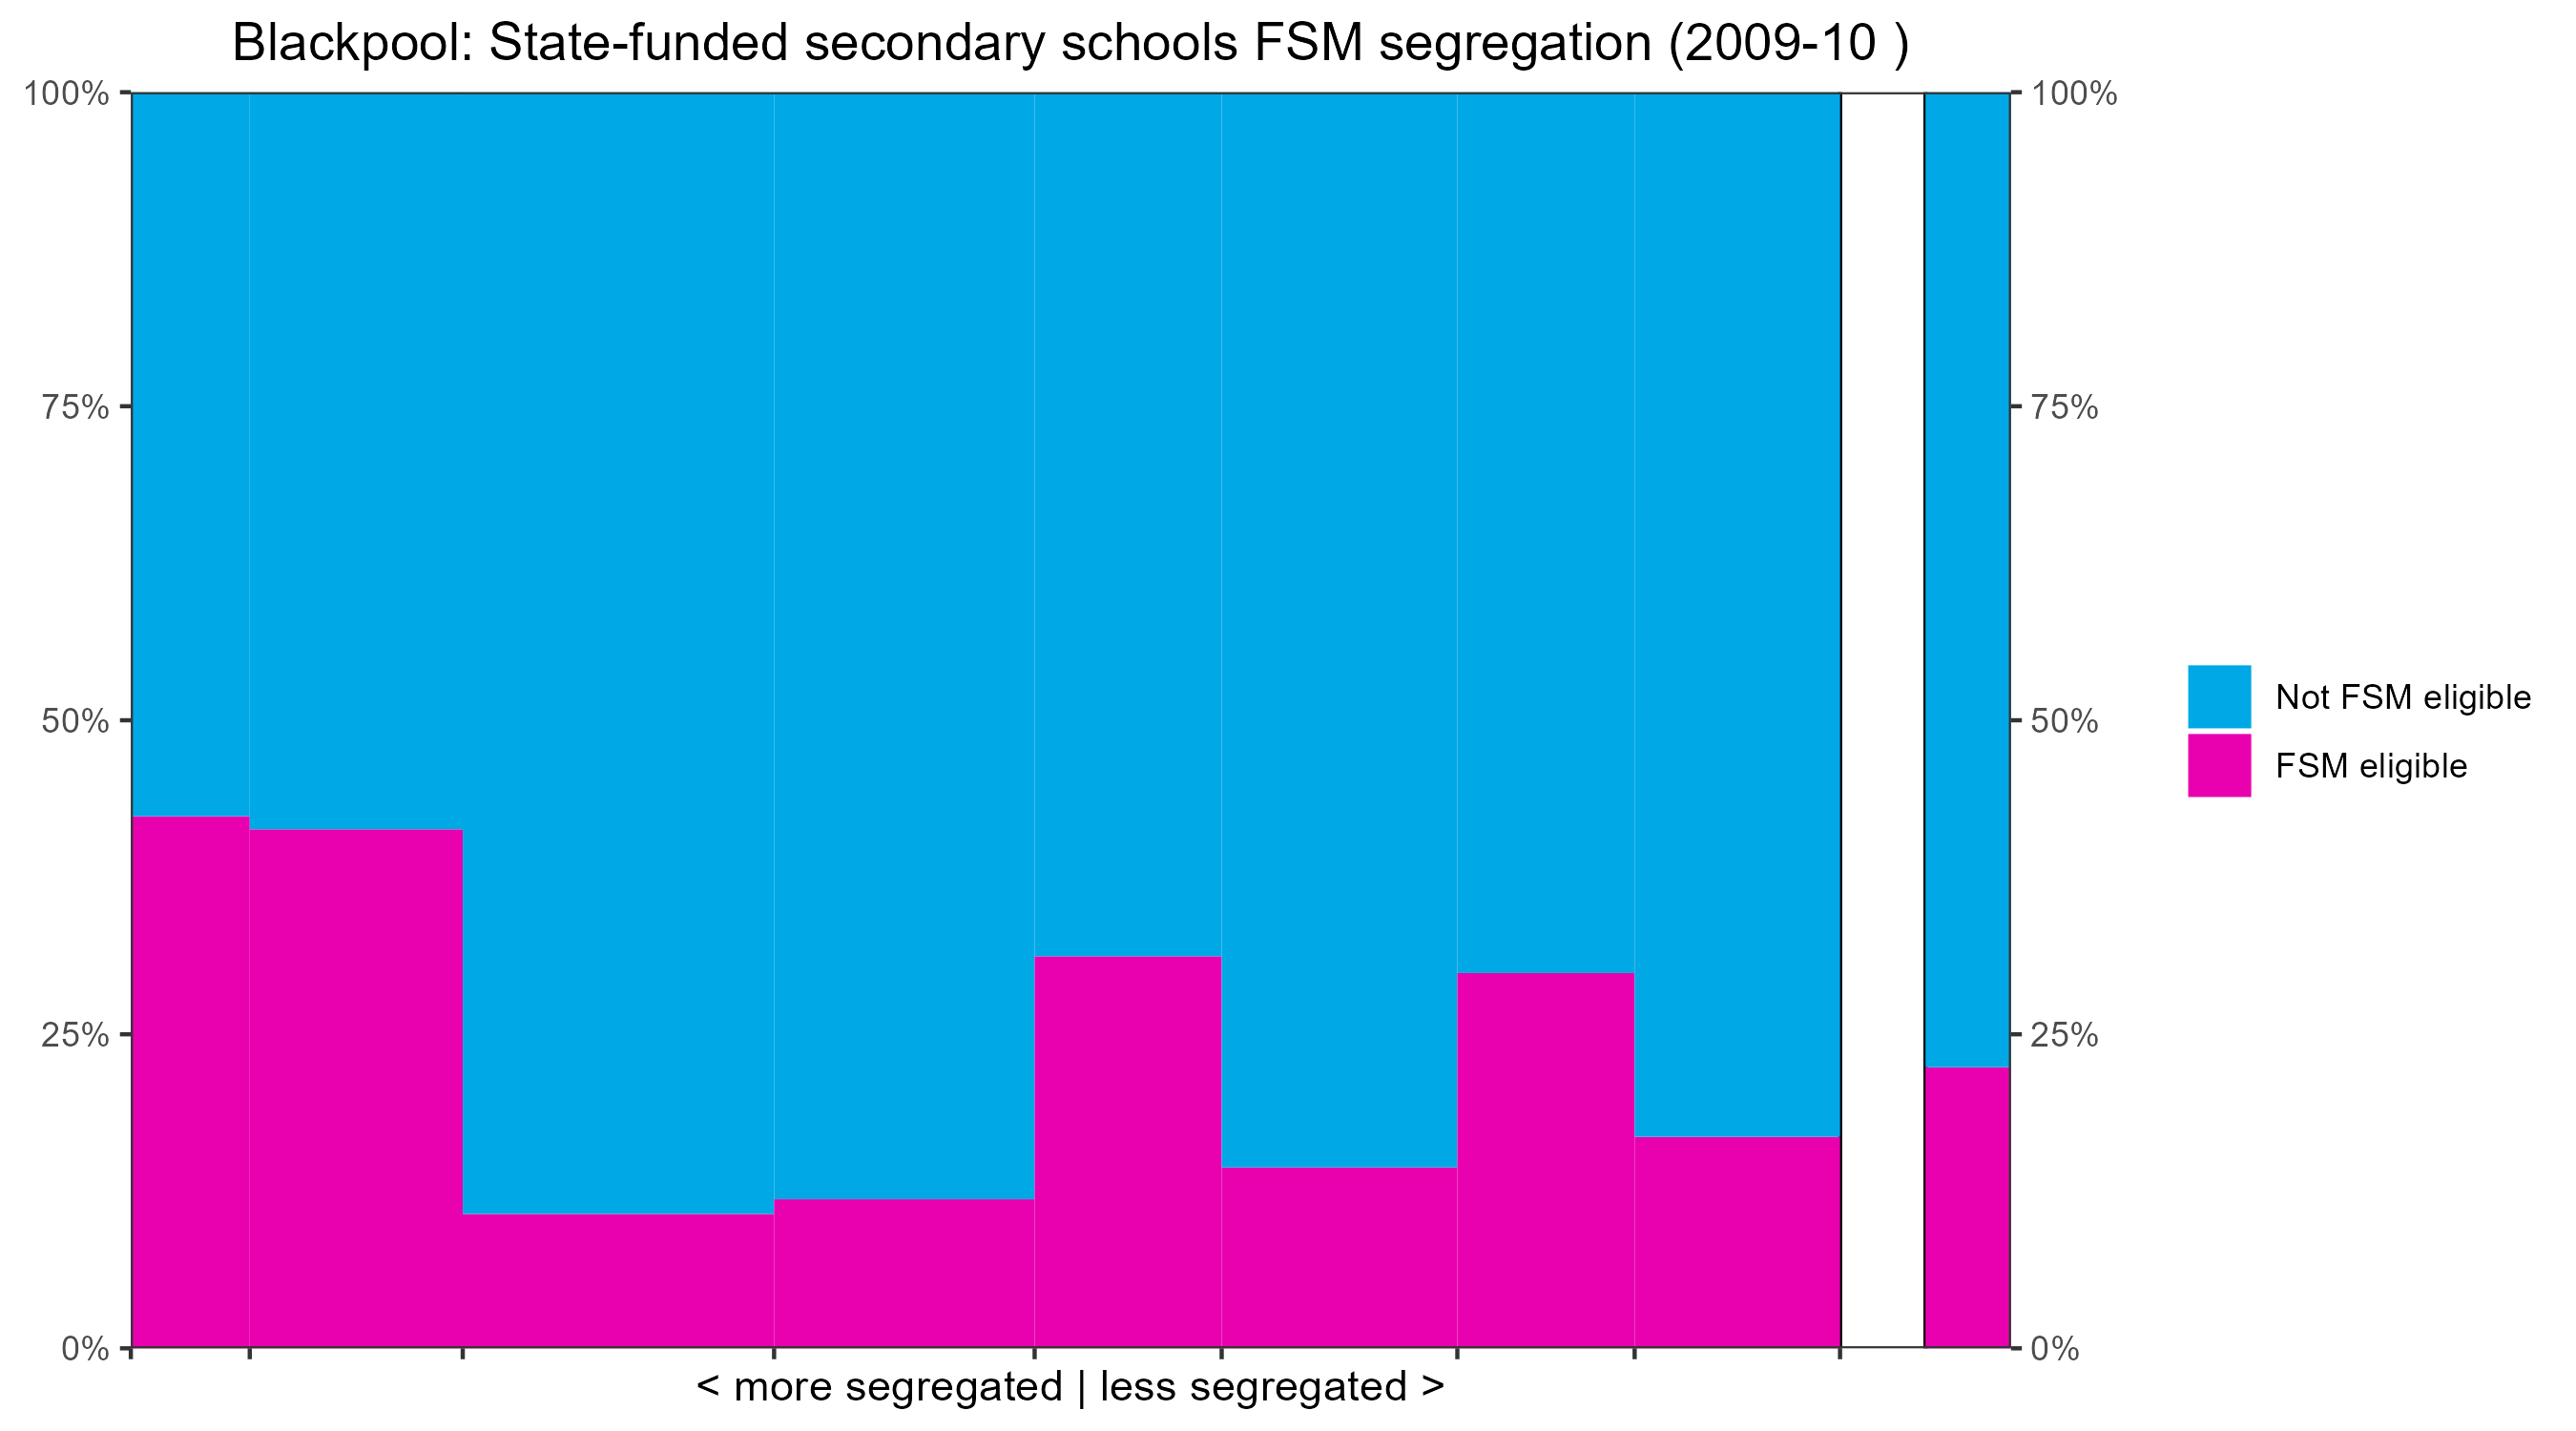 Blackpool: State-funded secondary schools FSM segregation (2009-10 )
100%
75%
50%
25%
0%
100%
75%
50%
25%
0%
Not FSM eligible
FSM eligible
< more segregated | less segregated >